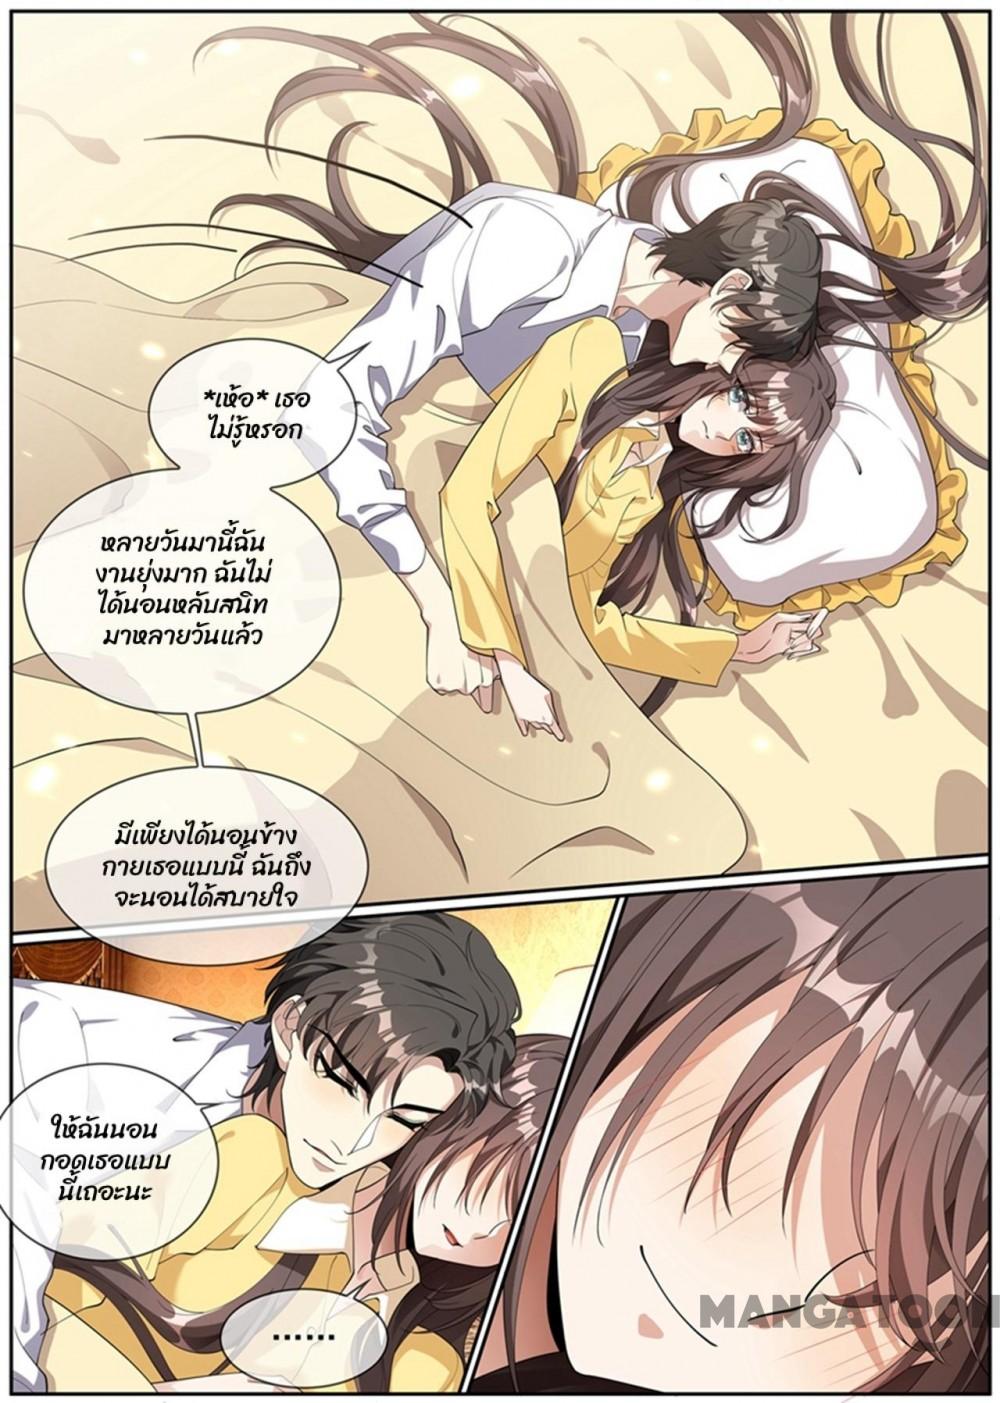 *เห้อ* เธอ
ไม่รู้หรอก
หลายวันมานี้ฉัน
งานยุ่งมาก ฉันไม่
ได้นอนหลับสนิท
มาหลายวันแล้ว
มีเพียงได้นอนข้าง
กายเธอแบบนี้ ฉันถึง
จะนอนได้สบายใจ
ให้ฉันนอน
กอดเธอแบบ
นี้เถอะนะ
......
MANGATOON